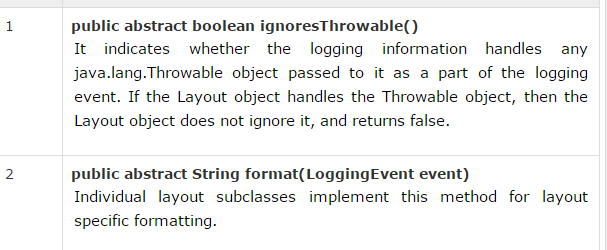 1 public abstract boolean ignoresThrowable()
It indicates whether the logging information handles any
java.lang.Throwable object passed to it as a part of the logging
event. If the Layout object handles the Throwable object, then the
Layout object does not ignore it, and returns false.
2 public abstract String format(LoggingEvent event)
Individual layout subclasses implement this method for layout
specific formatting.